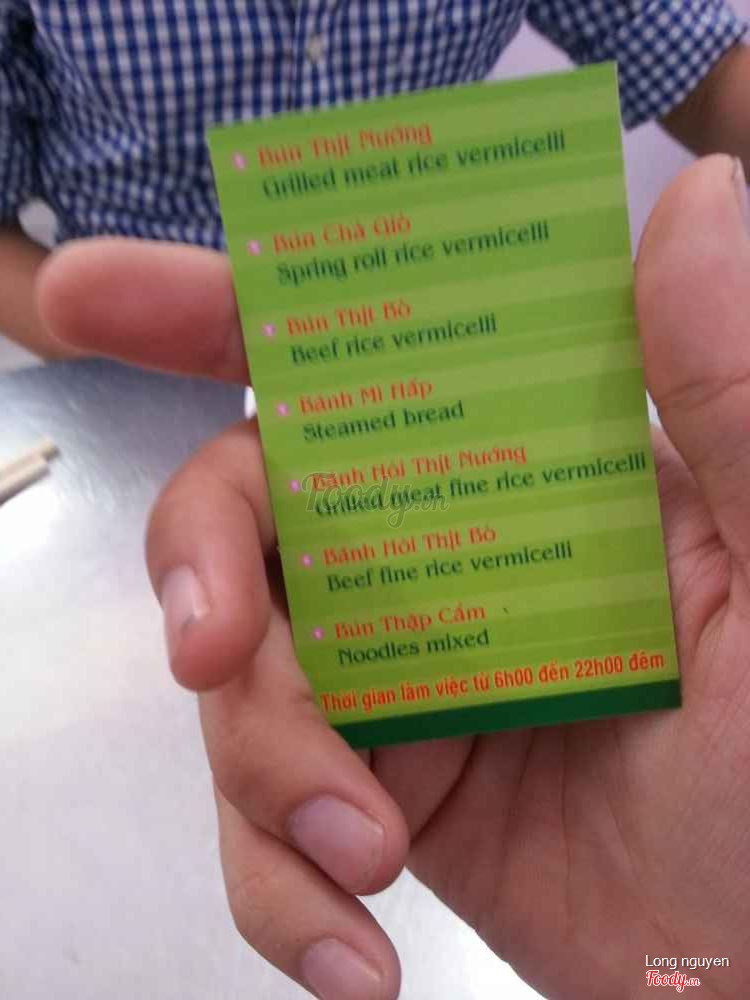 Bún Thịt Nướng
Grilled meat rice vermicelli
Bún Chả Giò
Spring roll rice vermicelli
Bún Thịt Bò
Beef rice vermicelli
Bánh Mì Hấp
Steamed bread
Bánh Hỏi Thịt Nướng
Grilled meat fine rice vermicelli
Foody.vn
Bánh Hỏi Thịt Bò
Beef fine rice vermicelli
Bún Thập Cẩm
Noodles mixed
Thời gian làm việc từ 6h00 đến 22h00 đêm
Long nguyen
Foody.vn